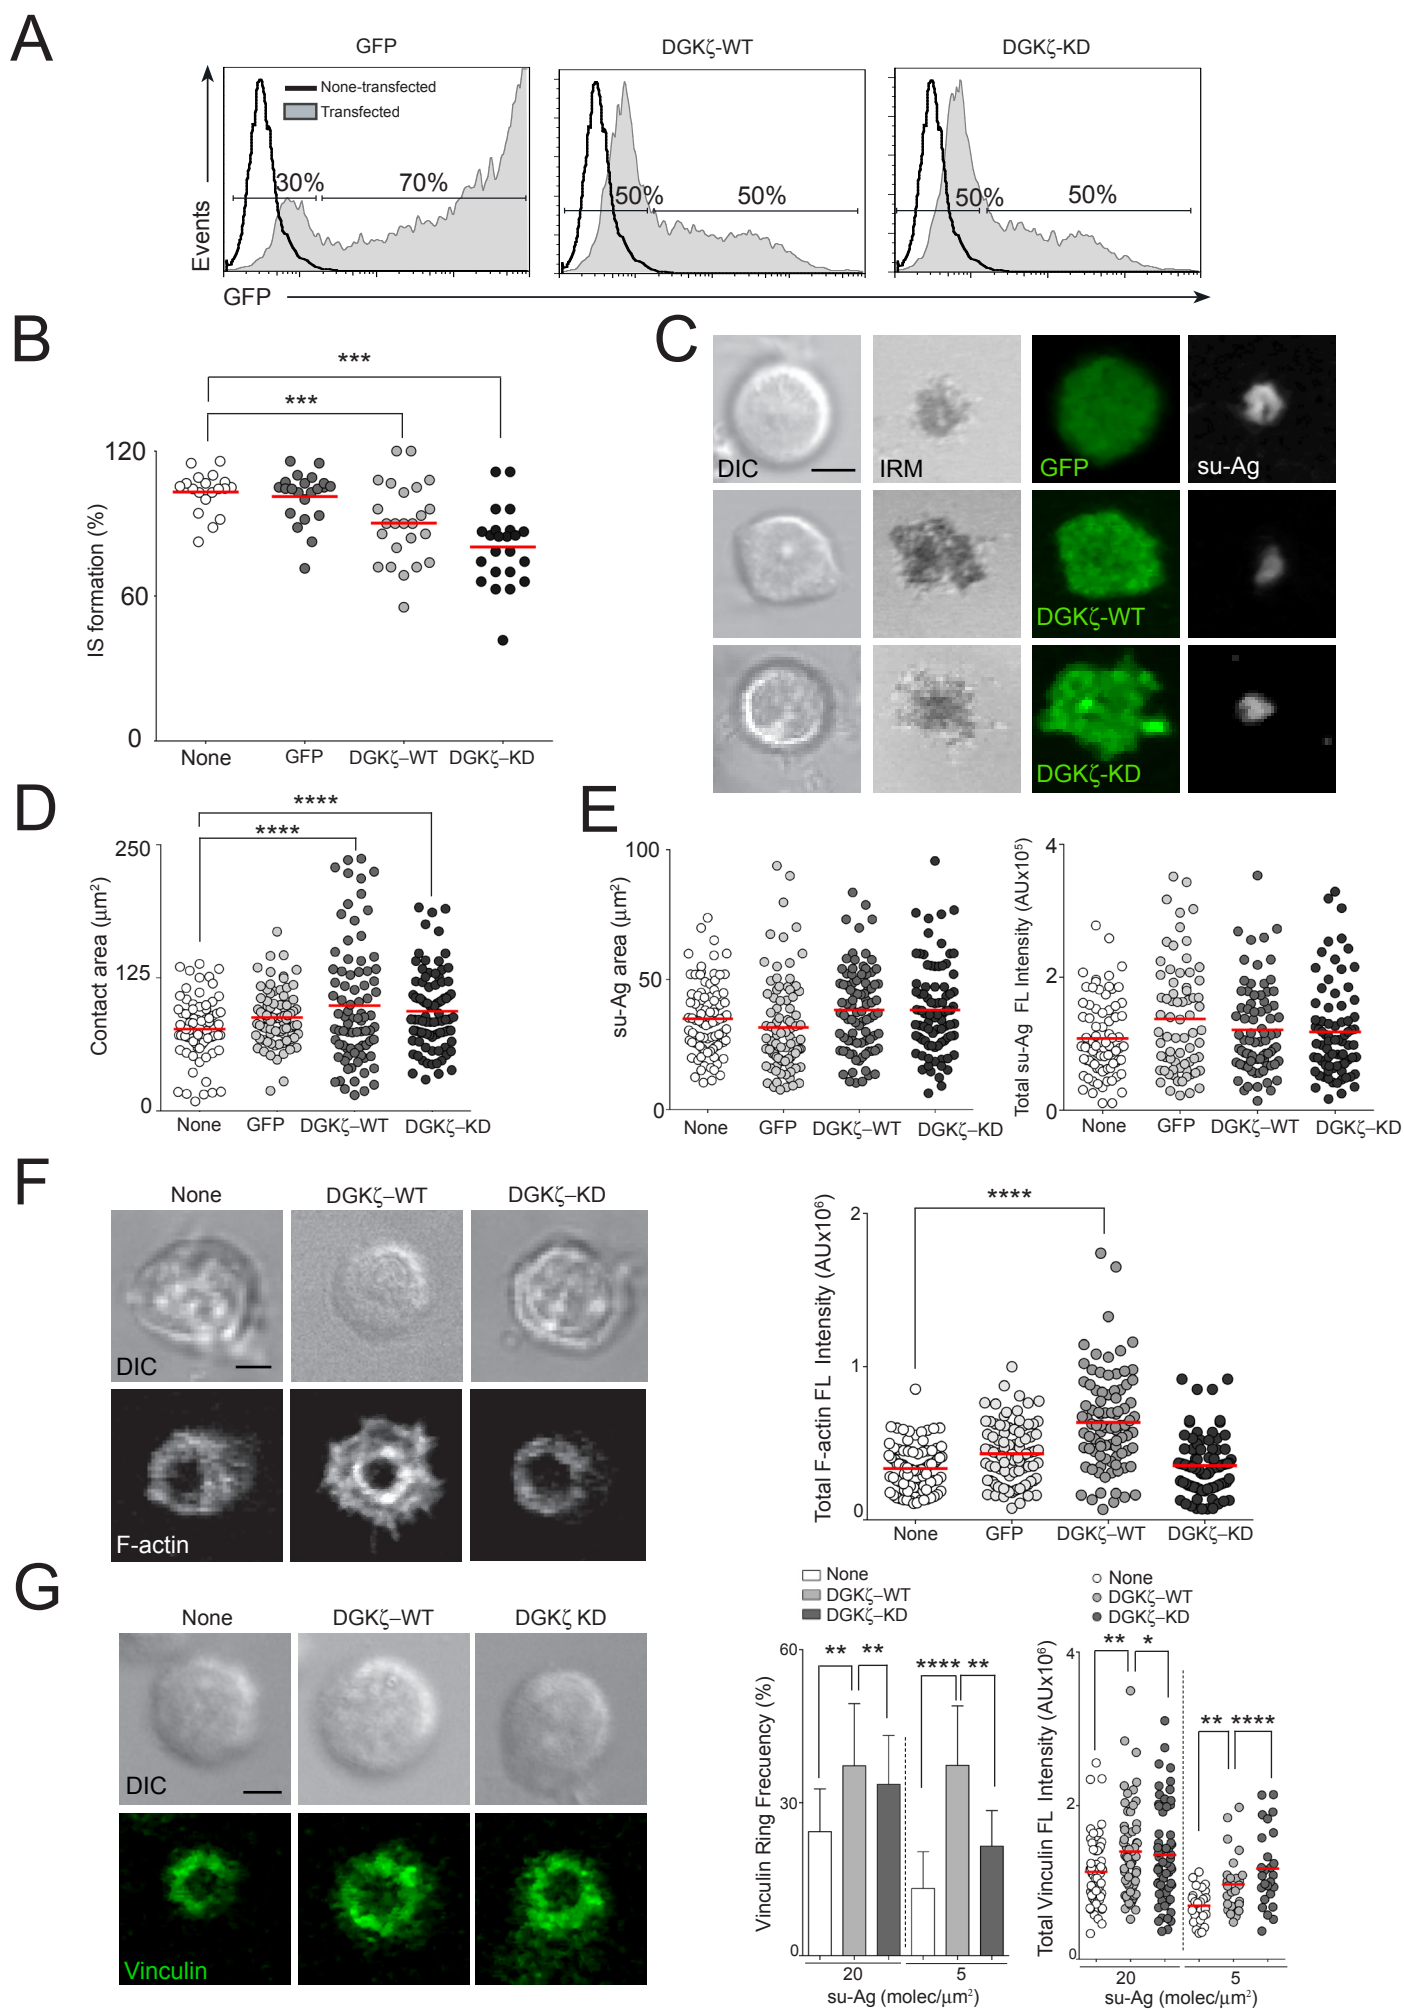 A
GFP
DGKζ-WT
DGKζ-KD
None-transfected
Transfected
30%
70%
50%
50%
50%
50%
Events
GFP
B
***
***
120
60
0
IS formation (%)
None
GFP
DGKζ–WT
DGKζ–KD
C
DIC
IRM
GFP
su-Ag
DGKζ-WT
DGKζ-KD
D
****
****
250
125
0
Contact area (μm²)
None
GFP
DGKζ–WT
DGKζ–KD
E
100
50
0
su-Ag area (μm²)
None
GFP
DGKζ–WT
DGKζ–KD
4
2
0
Total su-Ag FL Intensity (AUx10⁵)
None
GFP
DGKζ–WT
DGKζ–KD
F
None
DGKζ–WT
DGKζ–KD
DIC
F-actin
****
2
1
0
Total F-actin FL Intensity (AUx10⁶)
None
GFP
DGKζ–WT
DGKζ–KD
G
None
DGKζ–WT
DGKζ KD
DIC
Vinculin
None
DGKζ–WT
DGKζ–KD
60
30
0
Vinculin Ring Frecuency (%)
** **
**** **
20 5
su-Ag (molec/μm²)
None
DGKζ–WT
DGKζ–KD
4
2
0
Total Vinculin FL Intensity (AUx10⁶)
** *
** ****
20 5
su-Ag (molec/μm²)